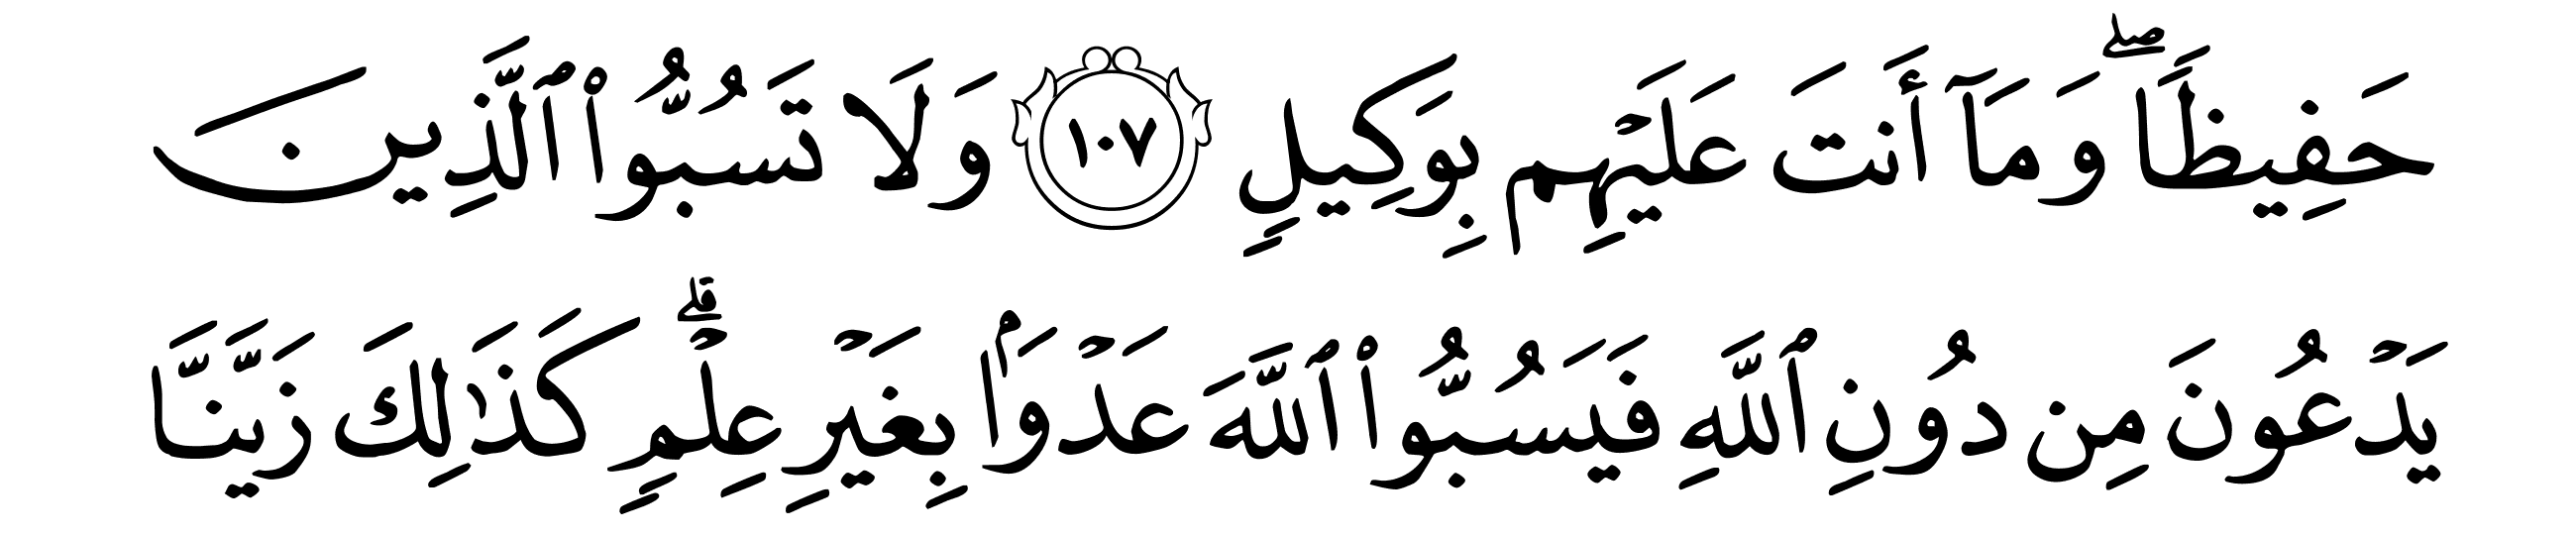 حَفِيظٗاۖ وَمَآ أَنتَ عَلَيۡهِم بِوَكِيلٖ ١٠٧ وَلَا تَسُبُّواْ ٱلَّذِينَ
يَدۡعُونَ مِن دُونِ ٱللَّهِ فَيَسُبُّواْ ٱللَّهَ عَدۡوَۢا بِغَيۡرِ عِلۡمٖۗ كَذَٰلِكَ زَيَّنَّا